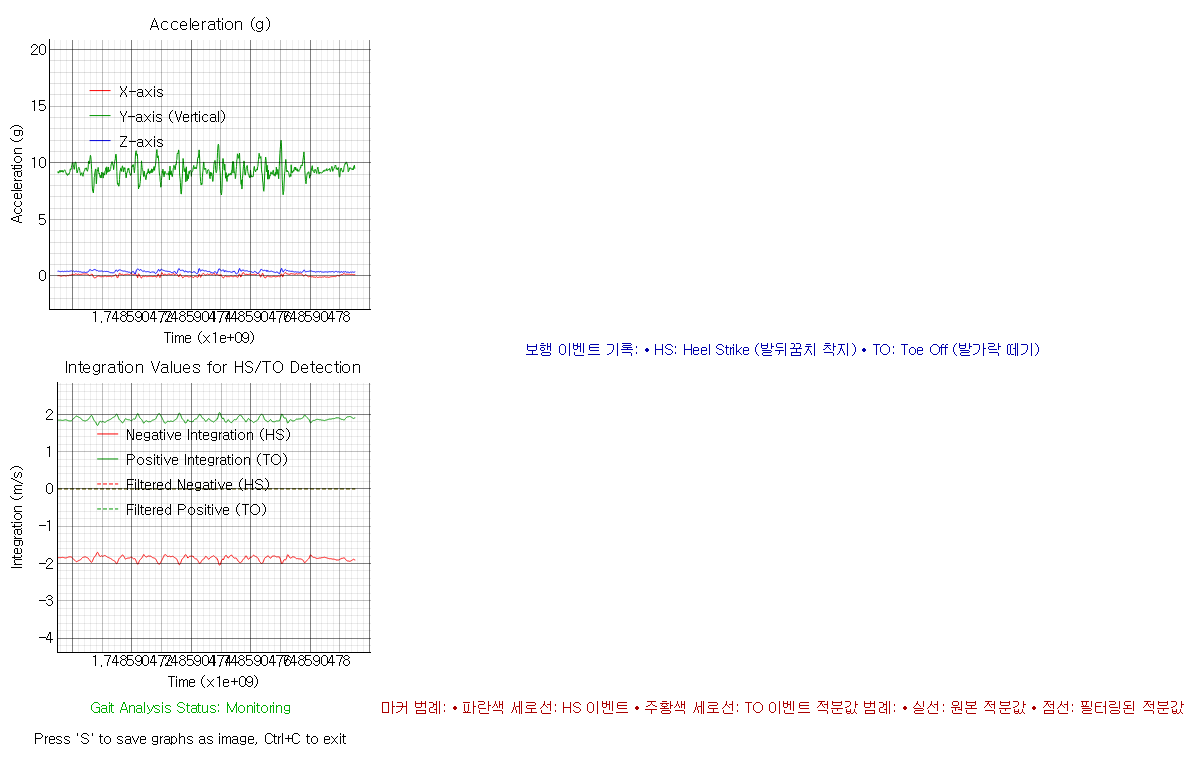 Acceleration (g)
20
15
10
5
0
Acceleration (g)
X-axis
Y-axis (Vertical)
Z-axis
Time (x1e+09)
보행 이벤트 기록: • HS: Heel Strike (발뒤꿈치 착지) • TO: Toe Off (발가락 떼기)
Integration Values for HS/TO Detection
2
1
0
-1
-2
-3
-4
Integration (m/s)
Negative Integration (HS)
Positive Integration (TO)
Filtered Negative (HS)
Filtered Positive (TO)
Time (x1e+09)
Gait Analysis Status: Monitoring
마커 범례: • 파란색 세로선: HS 이벤트 • 주황색 세로선: TO 이벤트 적분값 범례: • 실선: 원본 적분값 • 점선: 필터링된 적분값
Press 'S' to save graphs as image, Ctrl+C to exit